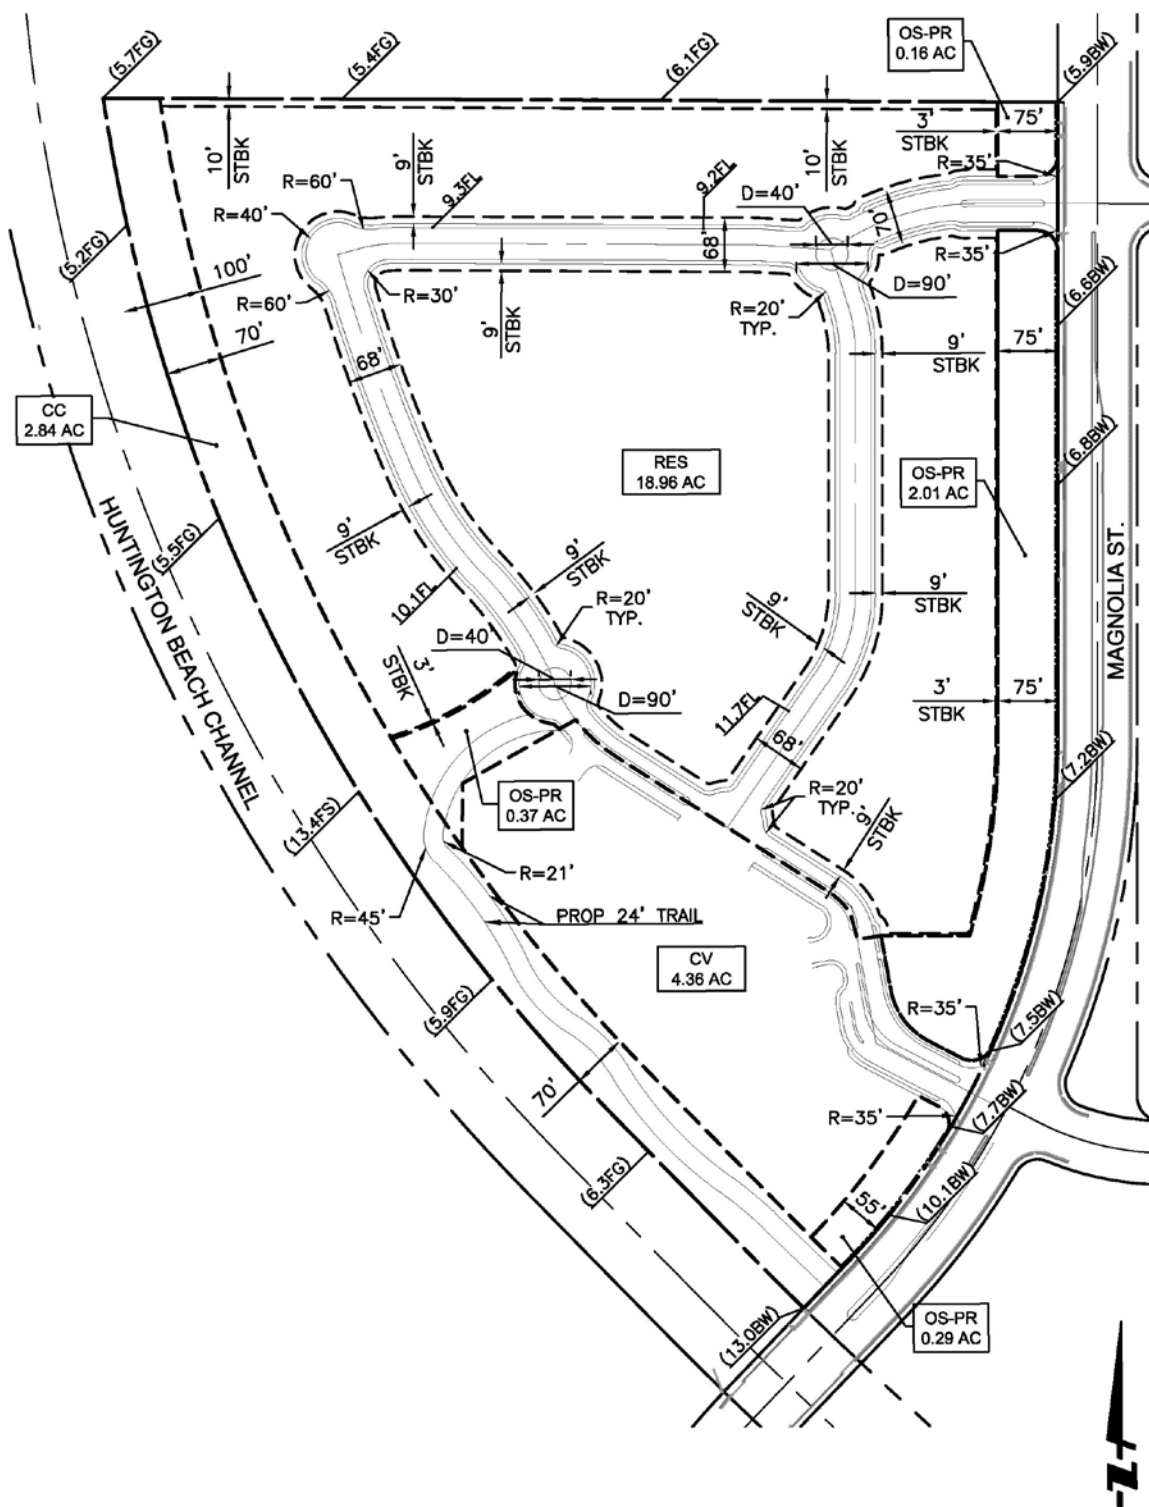 (5.7FG)
(5.4FG)
(6.1FG)
OS-PR
0.16 AC
(5.9BW)
10'
STBK
9'
STBK
9.3FL
9.2FL
10'
STBK
3'
STBK
75'
R=35'
R=60'
R=40'
D=40'
70'
68'
(5.2FG)
100'
R=60'
R=30'
D=90'
R=35'
70'
9'
STBK
R=20'
TYP.
(6.6BW)
68'
9'
STBK
75'
CC
2.84 AC
RES
18.96 AC
OS-PR
2.01 AC
(6.8BW)
HUNTINGTON BEACH CHANNEL
(5.5FG)
9'
STBK
9'
STBK
10.1FL
R=20'
TYP.
9'
STBK
9'
STBK
MAGNOLIA ST.
D=40'
3'
STBK
D=90'
11.7FL
3'
STBK
75'
68'
(7.2BW)
OS-PR
0.37 AC
R=20'
TYP.
9'
STBK
(13.4FS)
R=21'
R=45'
PROP 24' TRAIL
CV
4.36 AC
(5.9FG)
R=35'
(7.5BW)
70'
R=35'
(7.7BW)
(6.3FG)
55'
(10.1BW)
(13.0BW)
OS-PR
0.29 AC
N